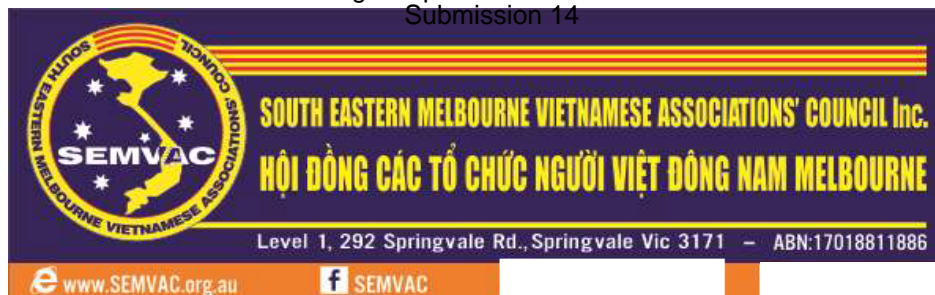 Submission 14
SOUTH EASTERN MELBOURNE VIETNAMESE ASSOCIATIONS' COUNCIL
SEMVAC
SOUTH EASTERN MELBOURNE VIETNAMESE ASSOCIATIONS' COUNCIL Inc.
HỘI ĐỒNG CÁC TỔ CHỨC NGƯỜI VIỆT ĐÔNG NAM MELBOURNE
Level 1, 292 Springvale Rd., Springvale Vic 3171 – ABN:17018811886
www.SEMVAC.org.au
f SEMVAC